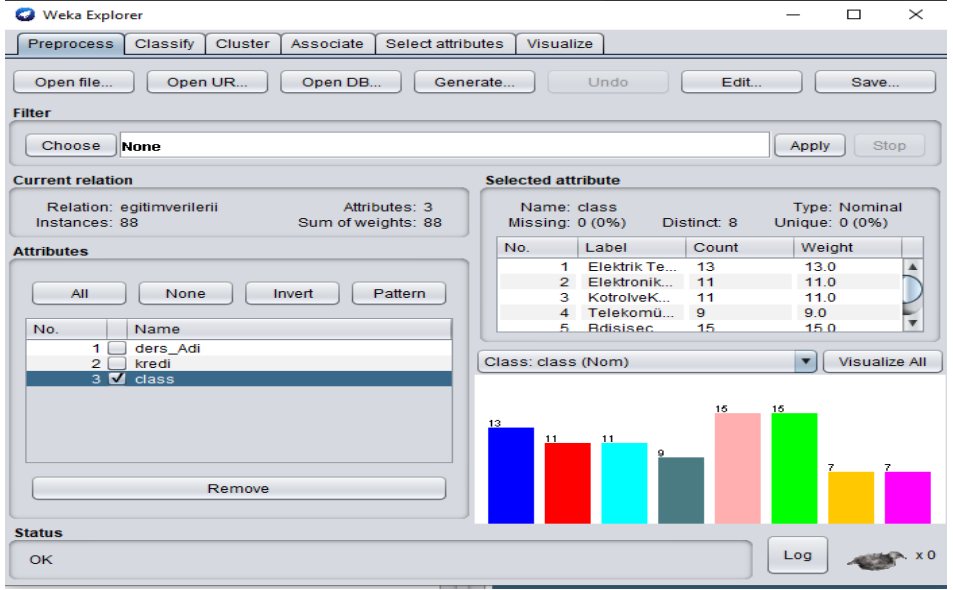 Weka Explorer
Preprocess Classify Cluster Associate Select attributes Visualize
Open file... Open UR... Open DB... Generate... Undo Edit... Save...
Filter
Choose None Apply Stop
Current relation
Relation: egitimverilerii Attributes: 3
Instances: 88 Sum of weights: 88
Attributes
All None Invert Pattern
No. Name
1 ders_Adi
2 kredi
3 class
Remove
Selected attribute
Name: class Type: Nominal
Missing: 0 (0%) Distinct: 8 Unique: 0 (0%)
No. Label Count Weight
1 Elektrik Te... 13 13.0
2 Elektronik... 11 11.0
3 KotrolveK... 11 11.0
4 Telekomü... 9 9.0
5 Bdisisec 15 15.0
Class: class (Nom) Visualize All
13 11 11 9 15 15 7 7
Status
OK
Log x 0